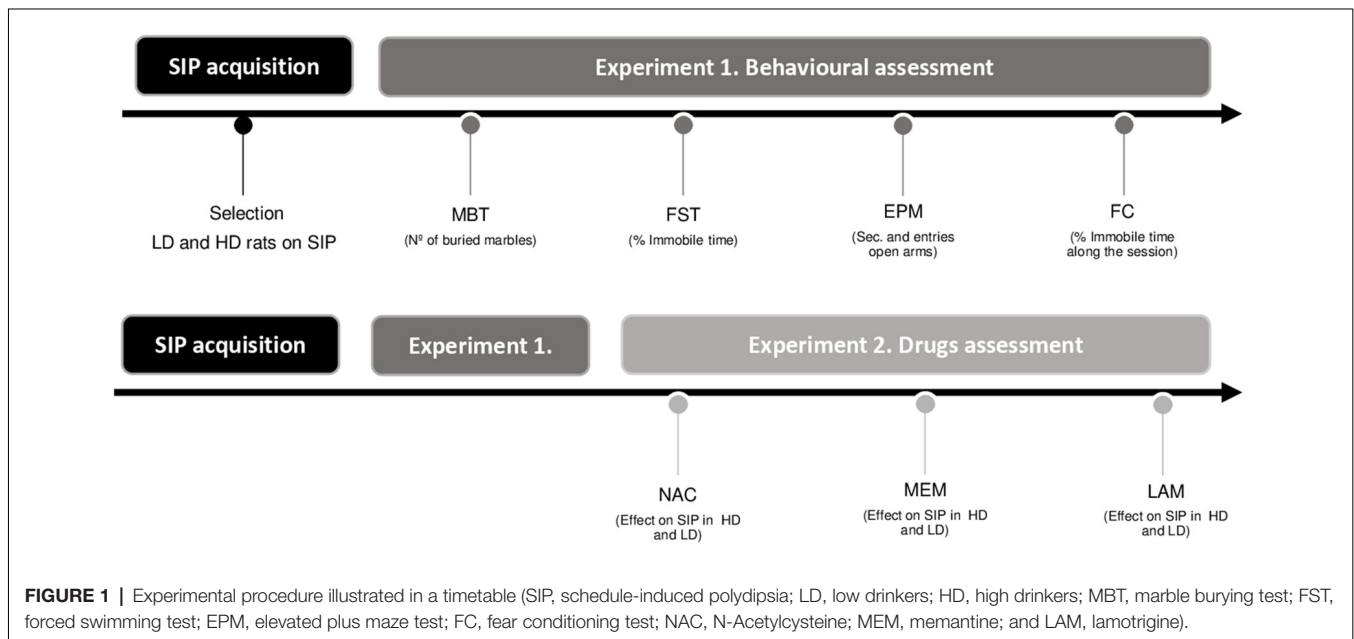 SIP acquisition
Experiment 1. Behavioural assessment
Selection
LD and HD rats on SIP
MBT
(Nº of buried marbles)
FST
(% Immobile time)
EPM
(Sec. and entries
open arms)
FC
(% Immobile time
along the session)
SIP acquisition
Experiment 1.
Experiment 2. Drugs assessment
NAC
(Effect on SIP in HD
and LD)
MEM
(Effect on SIP in HD
and LD)
LAM
(Effect on SIP in HD
and LD)
FIGURE 1 | Experimental procedure illustrated in a timetable (SIP, schedule-induced polydipsia; LD, low drinkers; HD, high drinkers; MBT, marble burying test; FST,
forced swimming test; EPM, elevated plus maze test; FC, fear conditioning test; NAC, N-Acetylcysteine; MEM, memantine; and LAM, lamotrigine).